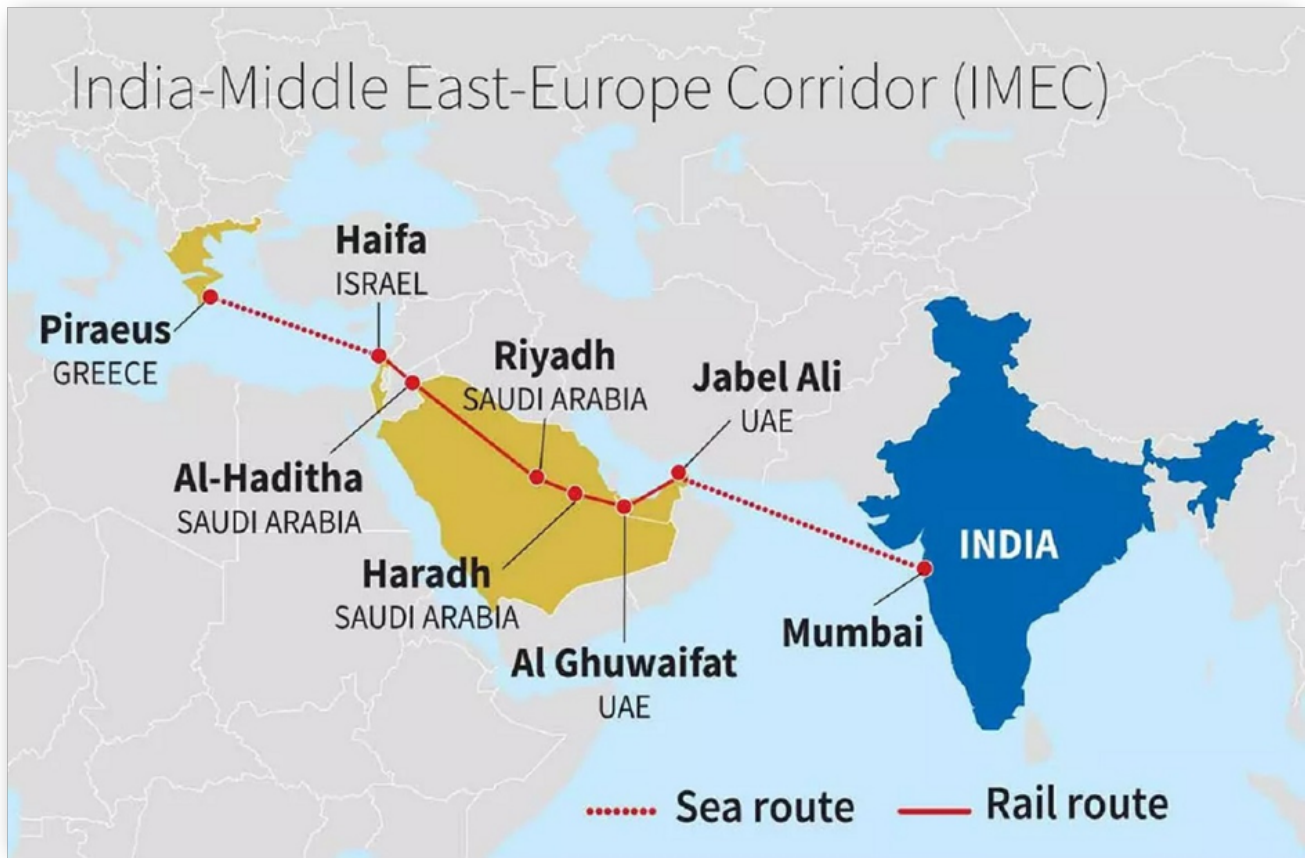 India-Middle East-Europe Corridor (IMEC)
Haifa
ISRAEL
Piraeus
GREECE
Riyadh
SAUDI ARABIA
Jabel Ali
UAE
Al-Haditha
SAUDI ARABIA
INDIA
Haradh
SAUDI ARABIA
Mumbai
Al Ghuwaifat
UAE
Sea route
Rail route